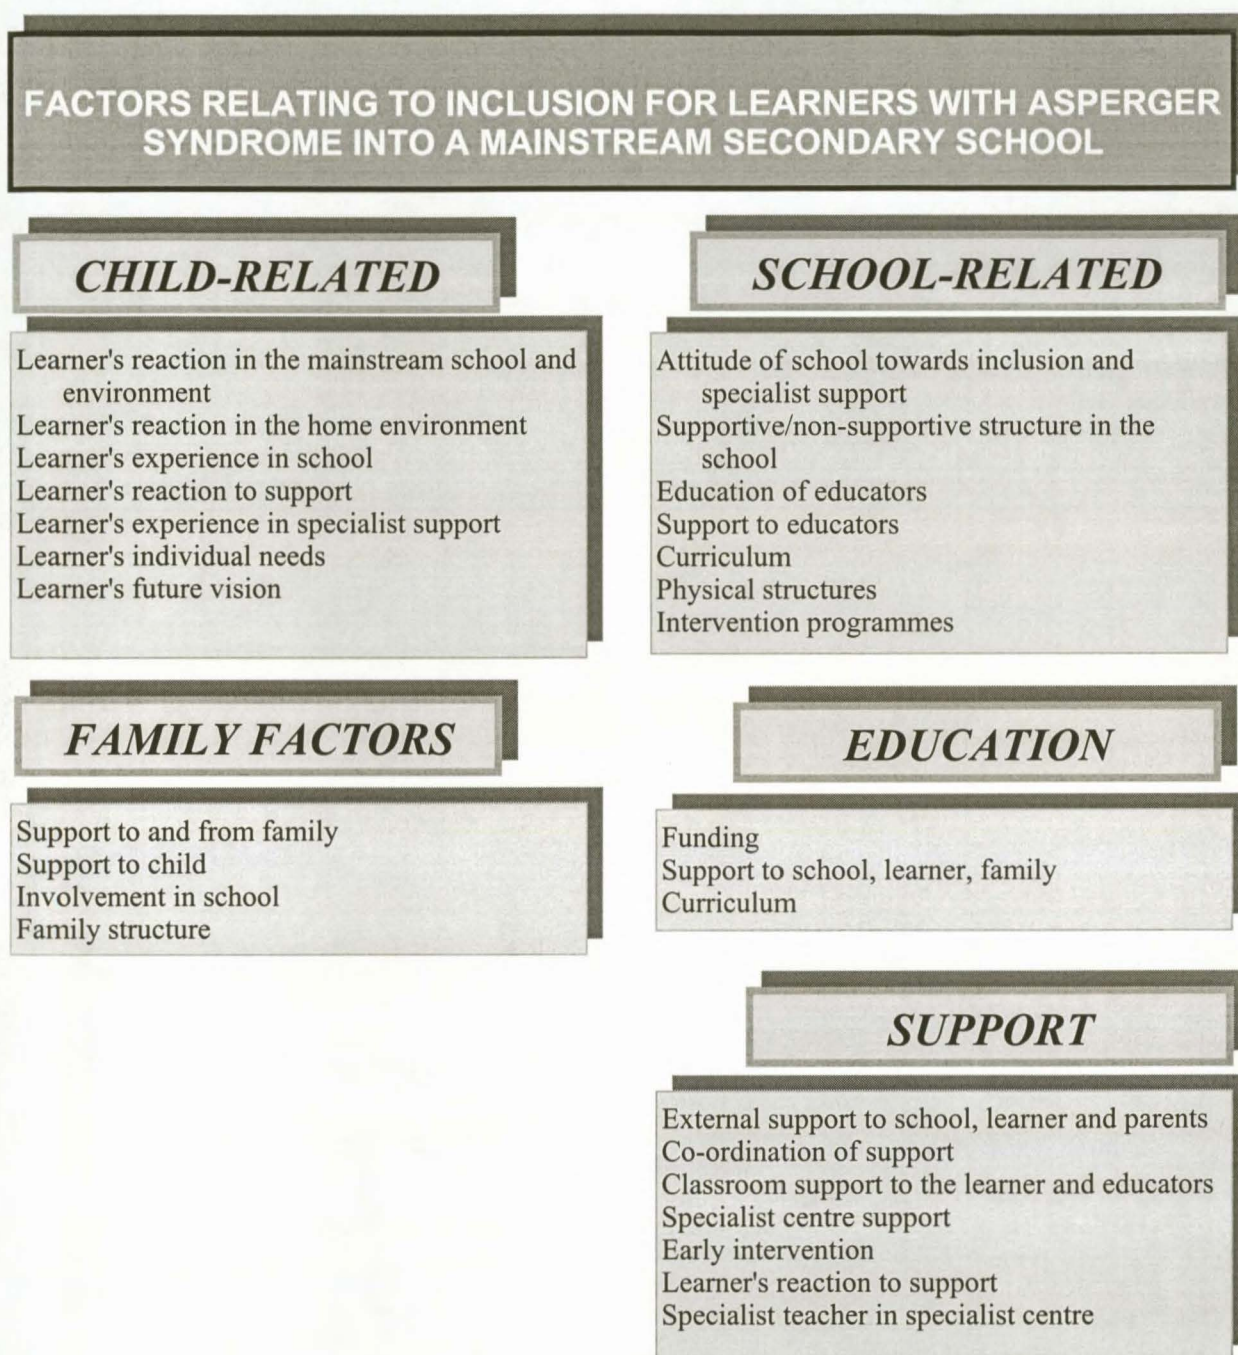 FACTORS RELATING TO INCLUSION FOR LEARNERS WITH ASPERGER
SYNDROME INTO A MAINSTREAM SECONDARY SCHOOL
CHILD-RELATED
Learner's reaction in the mainstream school and
environment
Learner's reaction in the home environment
Learner's experience in school
Learner's reaction to support
Learner's experience in specialist support
Learner's individual needs
Learner's future vision
SCHOOL-RELATED
Attitude of school towards inclusion and
specialist support
Supportive/non-supportive structure in the
school
Education of educators
Support to educators
Curriculum
Physical structures
Intervention programmes
FAMILY FACTORS
Support to and from family
Support to child
Involvement in school
Family structure
EDUCATION
Funding
Support to school, learner, family
Curriculum
SUPPORT
External support to school, learner and parents
Co-ordination of support
Classroom support to the learner and educators
Specialist centre support
Early intervention
Learner's reaction to support
Specialist teacher in specialist centre